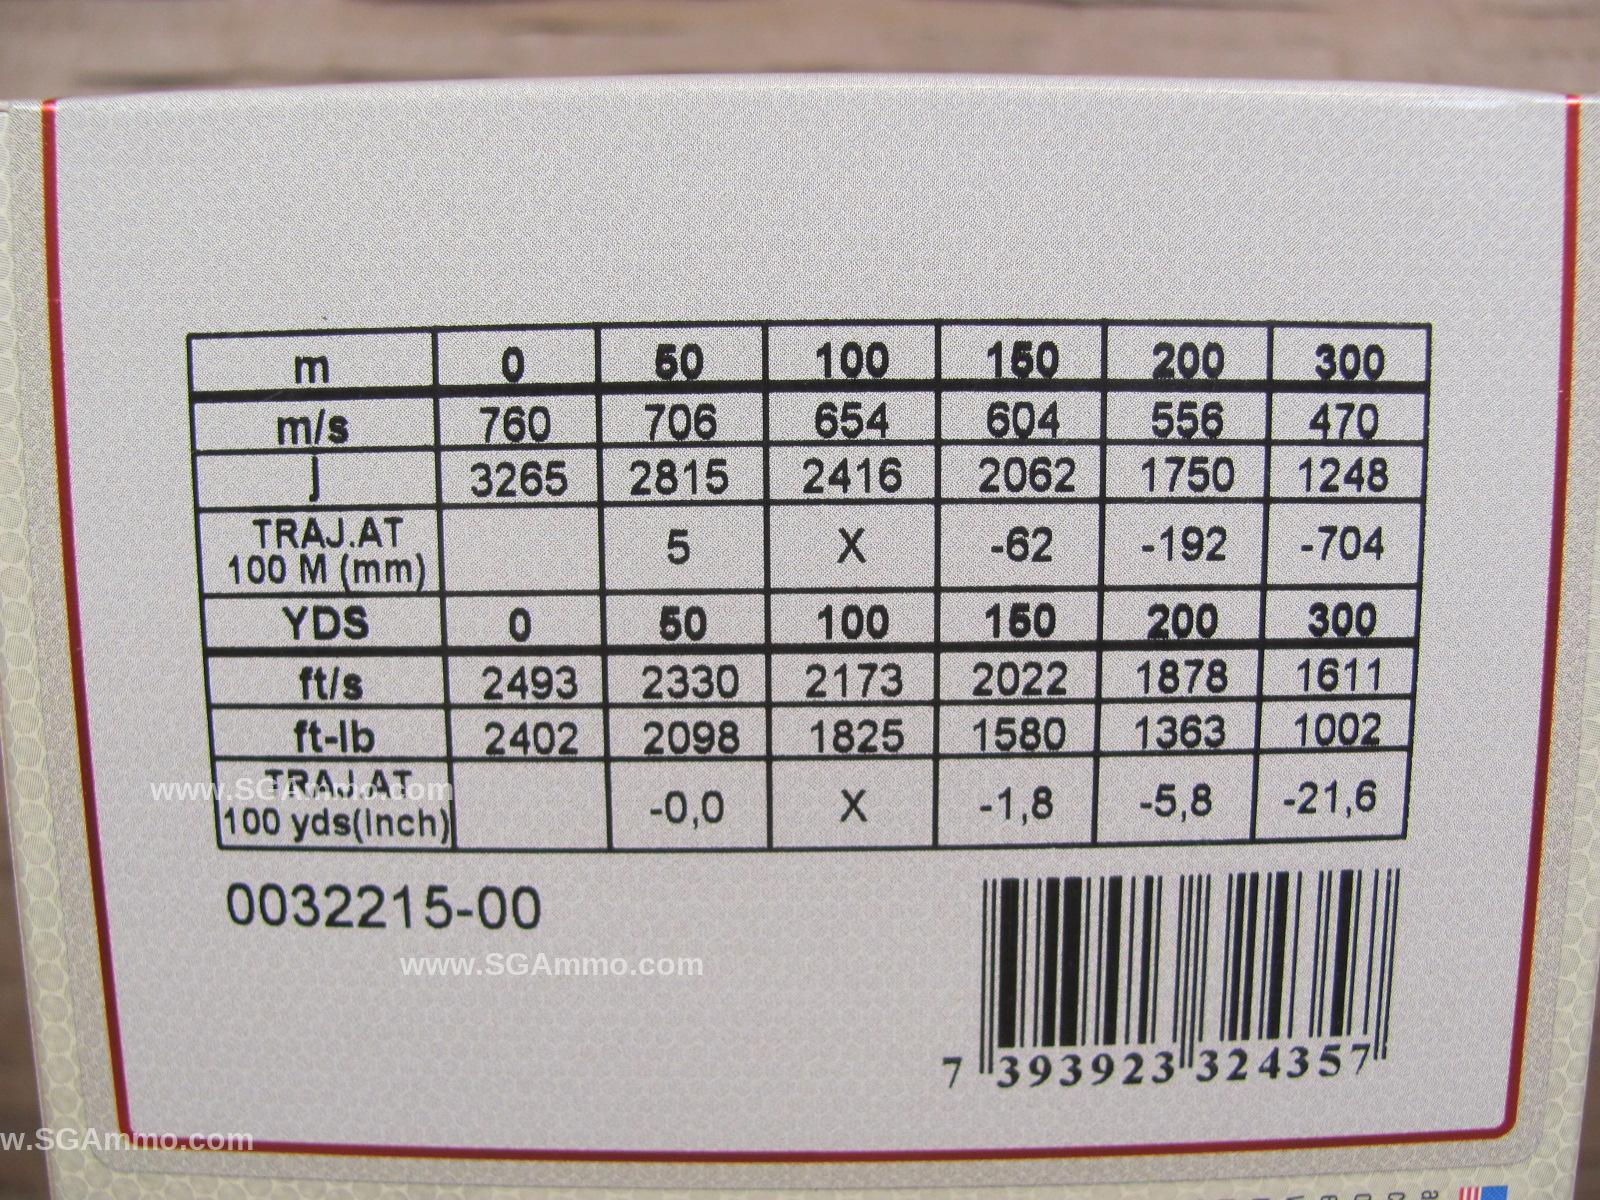 m 0 50 100 150 200 300
m/s 760 706 654 604 556 470
j 3265 2815 2416 2062 1750 1248
TRAJ.AT
100 M (mm) 5 X -62 -192 -704
YDS 0 50 100 150 200 300
ft/s 2493 2330 2173 2022 1878 1611
ft-lb 2402 2098 1825 1580 1363 1002
TRAJ.AT
100 yds(Inch) -0,0 X -1,8 -5,8 -21,6
www.SGAmmo.com
0032215-00
www.SGAmmo.com
7 393923 324357
w.SGAmmo.com